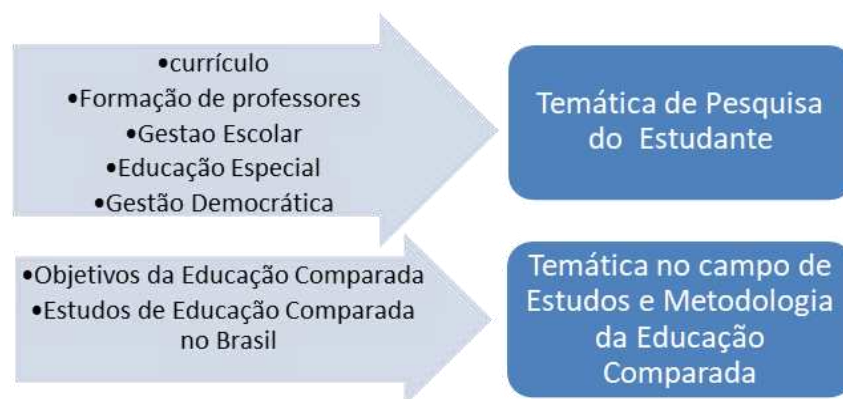 •currículo
•Formação de professores
•Gestao Escolar
•Educação Especial
•Gestão Democrática
Temática de Pesquisa
do Estudante
•Objetivos da Educação Comparada
•Estudos de Educação Comparada
no Brasil
Temática no campo de
Estudos e Metodologia
da Educação
Comparada